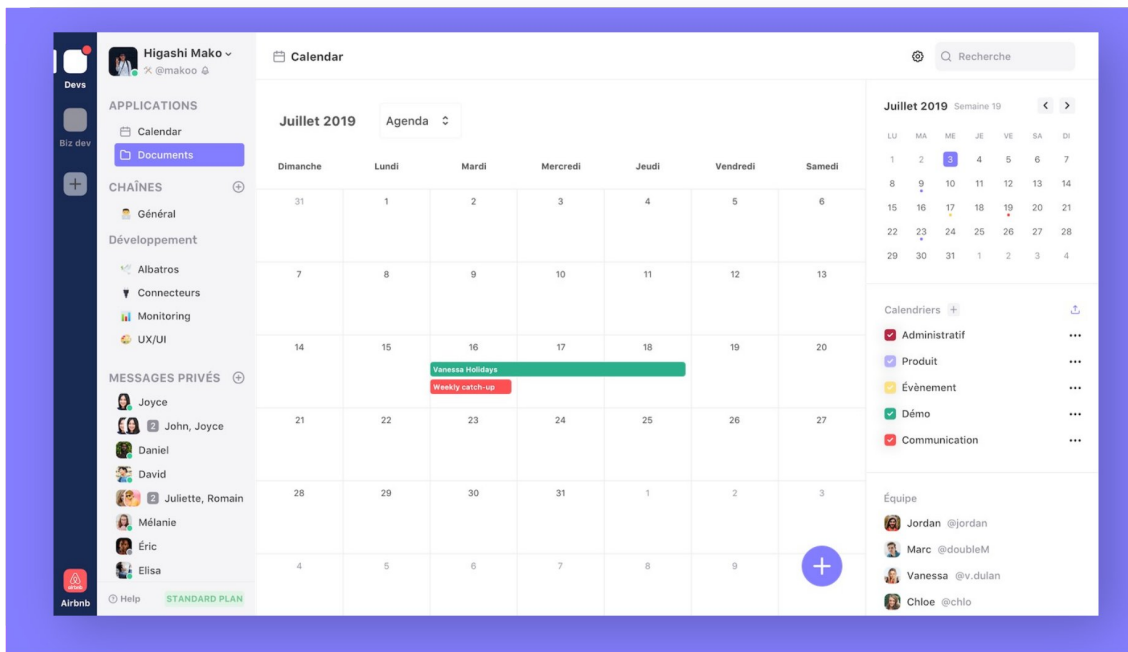 Devs
Biz dev
Airbnb
airbnb
Higashi Mako
@makoo
APPLICATIONS
Calendar
Documents
CHAÎNES
Général
Développement
Albatros
Connecteurs
Monitoring
UX/UI
MESSAGES PRIVÉS
Joyce
2 John, Joyce
Daniel
David
2 Juliette, Romain
Mélanie
Éric
Elisa
Help STANDARD PLAN
Calendar
Recherche
Juillet 2019 Agenda
Dimanche Lundi Mardi Mercredi Jeudi Vendredi Samedi
31 1 2 3 4 5 6
7 8 9 10 11 12 13
14 15 16 17 18 19 20
Vanessa Holidays
Weekly catch-up
21 22 23 24 25 26 27
28 29 30 31 1 2 3
4 5 6 7 8 9
Juillet 2019 Semaine 19
LU MA ME JE VE SA DI
1 2 3 4 5 6 7
8 9 10 11 12 13 14
15 16 17 18 19 20 21
22 23 24 25 26 27 28
29 30 31 1 2 3 4
Calendriers
Administratif
Produit
Évènement
Démo
Communication
Équipe
Jordan @jordan
Marc @doubleM
Vanessa @v.dulan
Chloe @chlo